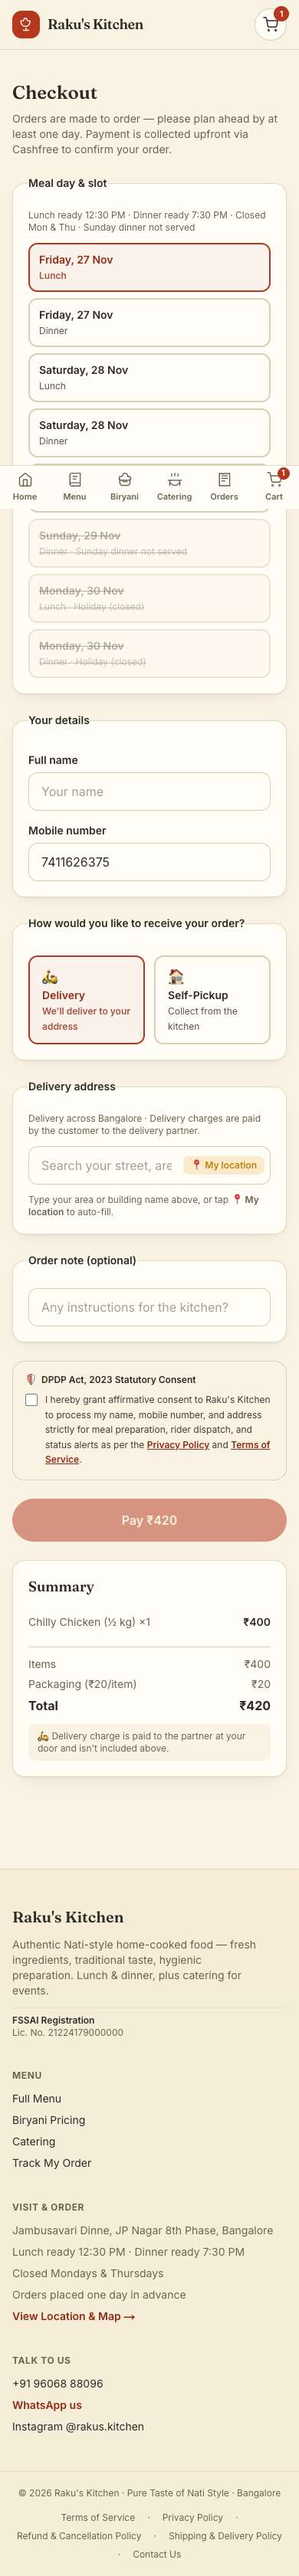 Raku's Kitchen
1
Checkout
Orders are made to order — please plan ahead by at
least one day. Payment is collected upfront via
Cashfree to confirm your order.
Meal day & slot
Lunch ready 12:30 PM · Dinner ready 7:30 PM · Closed
Mon & Thu · Sunday dinner not served
Friday, 27 Nov
Lunch
Friday, 27 Nov
Dinner
Saturday, 28 Nov
Lunch
Saturday, 28 Nov
Dinner
1
Home Menu Biryani Catering Orders Cart
Sunday, 29 Nov
Dinner · Sunday dinner not served
Monday, 30 Nov
Lunch · Holiday (closed)
Monday, 30 Nov
Dinner · Holiday (closed)
Your details
Full name
Your name
Mobile number
7411626375
How would you like to receive your order?
Delivery
We'll deliver to your
address
Self-Pickup
Collect from the
kitchen
Delivery address
Delivery across Bangalore · Delivery charges are paid
by the customer to the delivery partner.
Search your street, are
📍 My location
Type your area or building name above, or tap 📍 My
location to auto-fill.
Order note (optional)
Any instructions for the kitchen?
DPDP Act, 2023 Statutory Consent
I hereby grant affirmative consent to Raku's Kitchen
to process my name, mobile number, and address
strictly for meal preparation, rider dispatch, and
status alerts as per the Privacy Policy and Terms of
Service.
Pay ₹420
Summary
Chilly Chicken (½ kg) ×1 ₹400
Items ₹400
Packaging (₹20/item) ₹20
Total ₹420
🛵 Delivery charge is paid to the partner at your
door and isn't included above.
Raku's Kitchen
Authentic Nati-style home-cooked food — fresh
ingredients, traditional taste, hygienic
preparation. Lunch & dinner, plus catering for
events.
FSSAI Registration
Lic. No. 21224179000000
MENU
Full Menu
Biryani Pricing
Catering
Track My Order
VISIT & ORDER
Jambusavari Dinne, JP Nagar 8th Phase, Bangalore
Lunch ready 12:30 PM · Dinner ready 7:30 PM
Closed Mondays & Thursdays
Orders placed one day in advance
View Location & Map →
TALK TO US
+91 96068 88096
WhatsApp us
Instagram @rakus.kitchen
© 2026 Raku's Kitchen · Pure Taste of Nati Style · Bangalore
Terms of Service · Privacy Policy ·
Refund & Cancellation Policy · Shipping & Delivery Policy
· Contact Us